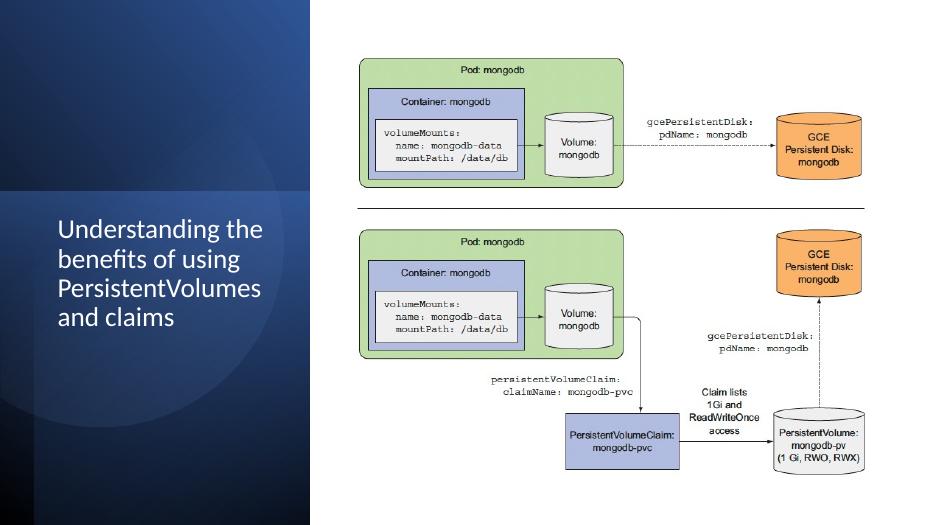 Understanding the
benefits of using
PersistentVolumes
and claims
Pod: mongodb
Container: mongodb
volumeMounts:
name: mongodb-data
mountPath: /data/db
Volume:
mongodb
gcePersistentDisk:
pdName: mongodb
GCE
Persistent Disk:
mongodb
Pod: mongodb
Container: mongodb
volumeMounts:
name: mongodb-data
mountPath: /data/db
Volume:
mongodb
GCE
Persistent Disk:
mongodb
gcePersistentDisk:
pdName: mongodb
persistentVolumeClaim:
claimName: mongodb-pvc
Claim lists
1Gi and
ReadWriteOnce
access
PersistentVolumeClaim:
mongodb-pvc
PersistentVolume:
mongodb-pv
(1 Gi, RWO, RWX)